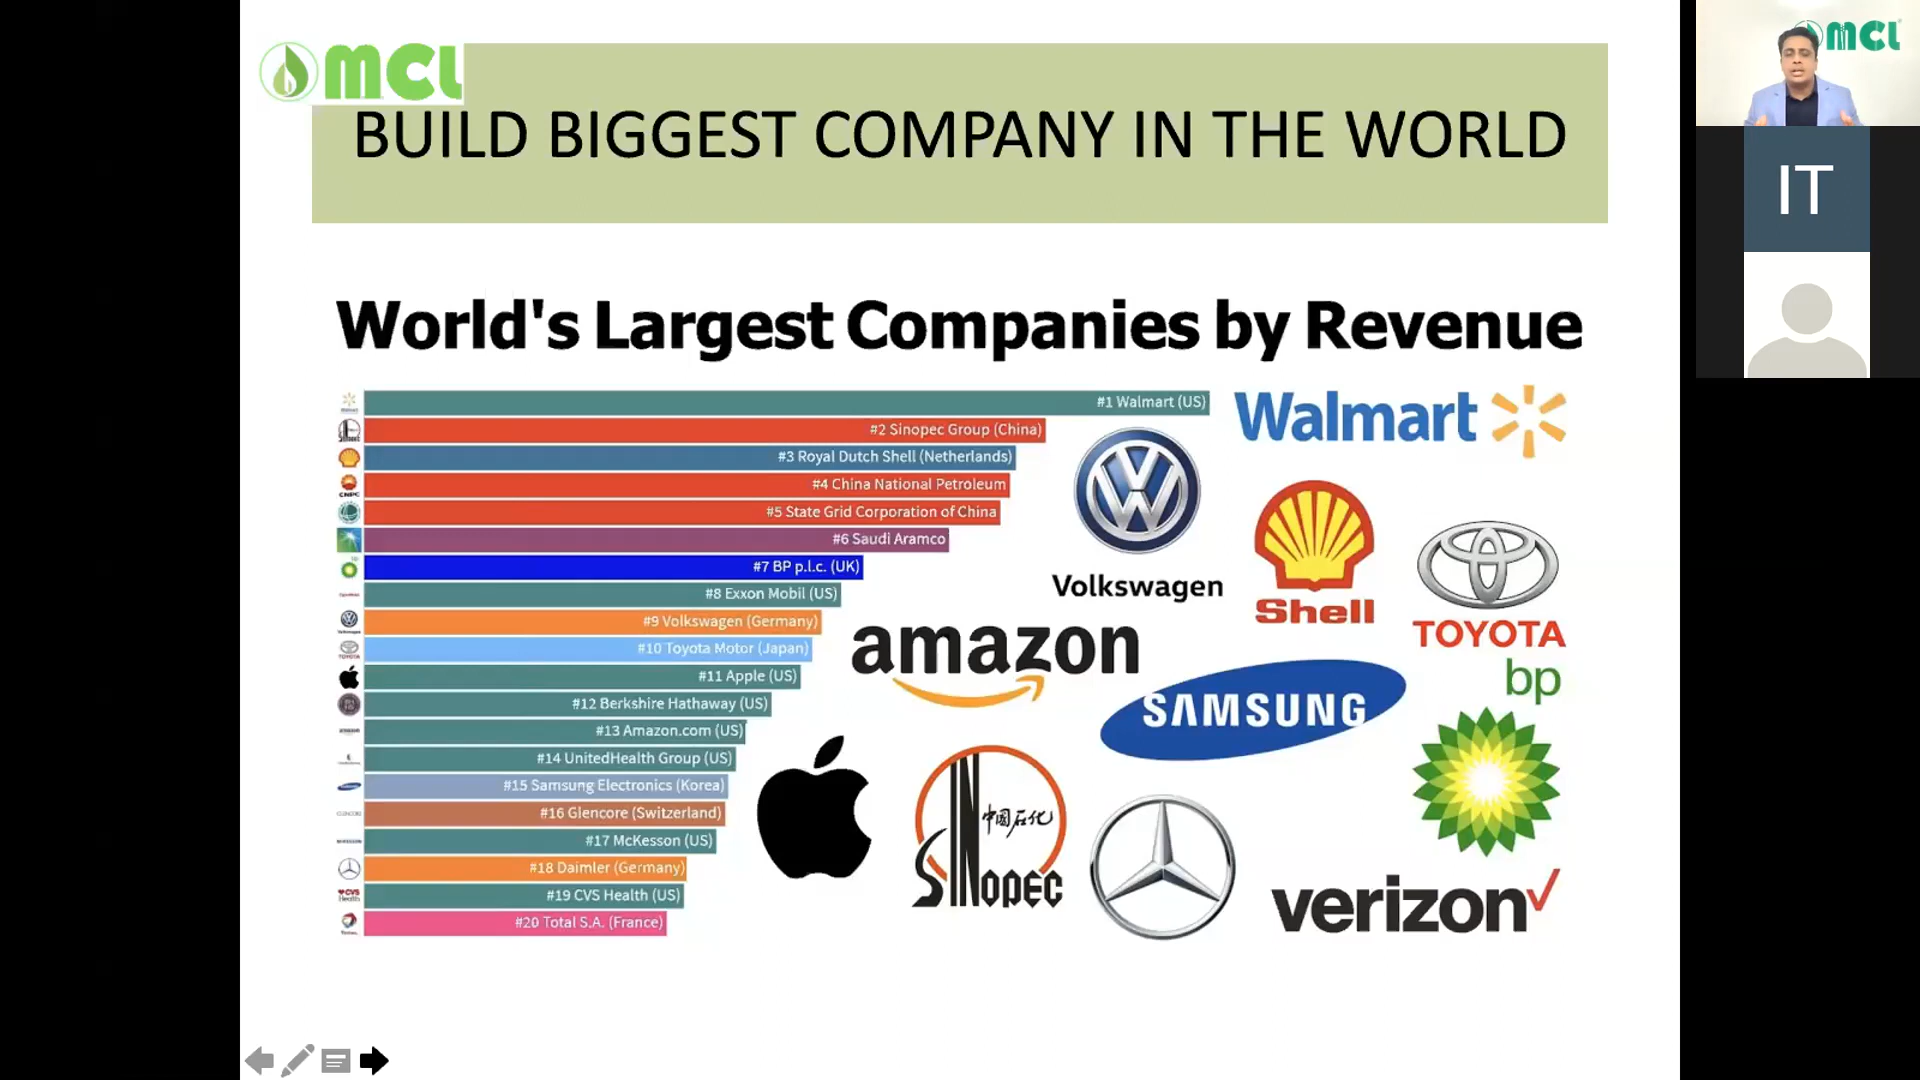 MCL
BUILD BIGGEST COMPANY IN THE WORLD
World's Largest Companies by Revenue
#1 Walmart (US)
#2 Sinopec Group (China)
#3 Royal Dutch Shell (Netherlands)
#4 China National Petroleum
#5 State Grid Corporation of China
#6 Saudi Aramco
#7 BP p.l.c. (UK)
#8 Exxon Mobil (US)
#9 Volkswagen (Germany)
#10 Toyota Motor (Japan)
#11 Apple (US)
#12 Berkshire Hathaway (US)
#13 Amazon.com (US)
#14 UnitedHealth Group (US)
#15 Samsung Electronics (Korea)
#16 Glencore (Switzerland)
#17 McKesson (US)
#18 Daimler (Germany)
#19 CVS Health (US)
#20 Total S.A. (France)
CNPC
CVS
Health
Walmart
Volkswagen
Shell
TOYOTA
amazon
SAMSUNG
bp
中國石化
SINOPEC
verizon
MCL
IT